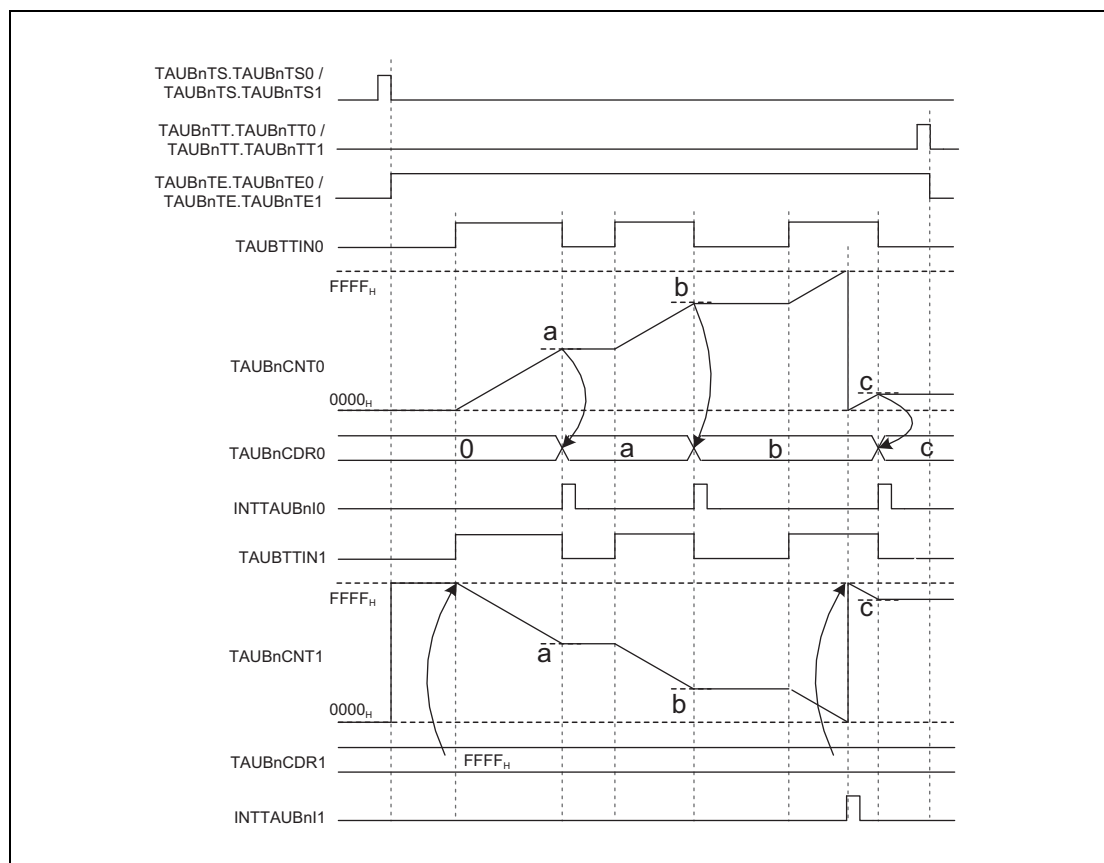 TAUBnTS.TAUBnTS0 /
TAUBnTS.TAUBnTS1
TAUBnTT.TAUBnTT0 /
TAUBnTT.TAUBnTT1
TAUBnTE.TAUBnTE0 /
TAUBnTE.TAUBnTE1
TAUBTTIN0
FFFFH
b
a
TAUBnCNT0
c
0000H
TAUBnCDR0
0
a
b
c
INTTAUBnI0
TAUBTTIN1
FFFFH
c
a
TAUBnCNT1
b
0000H
TAUBnCDR1
FFFFH
INTTAUBnI1